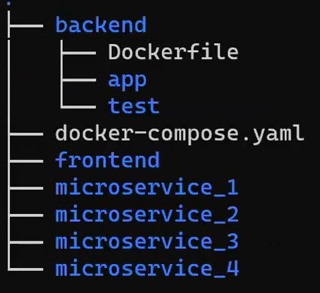 .
backend
Dockerfile
app
test
docker-compose.yaml
frontend
microservice_1
microservice_2
microservice_3
microservice_4